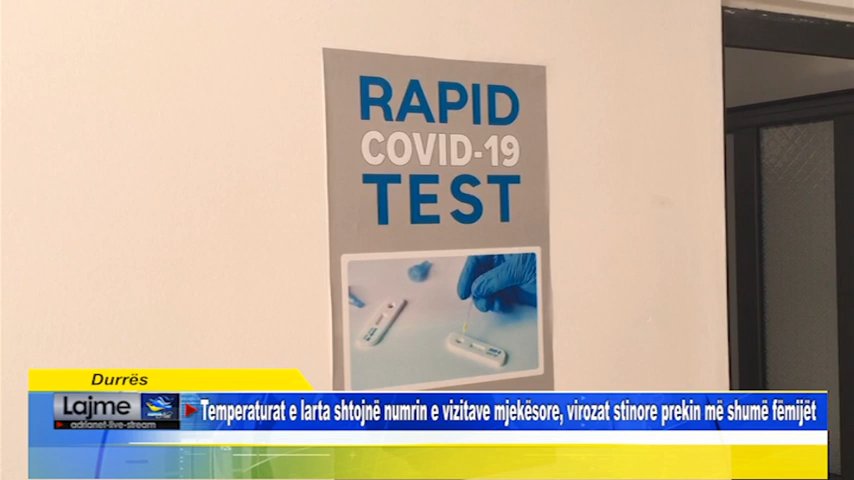 RAPID
COVID-19
TEST
Durrës
Lajme
adrianet-live-stream
Temperaturat e larta shtojnë numrin e vizitave mjekësore, virozat stinore prekin më shumë fëmijët